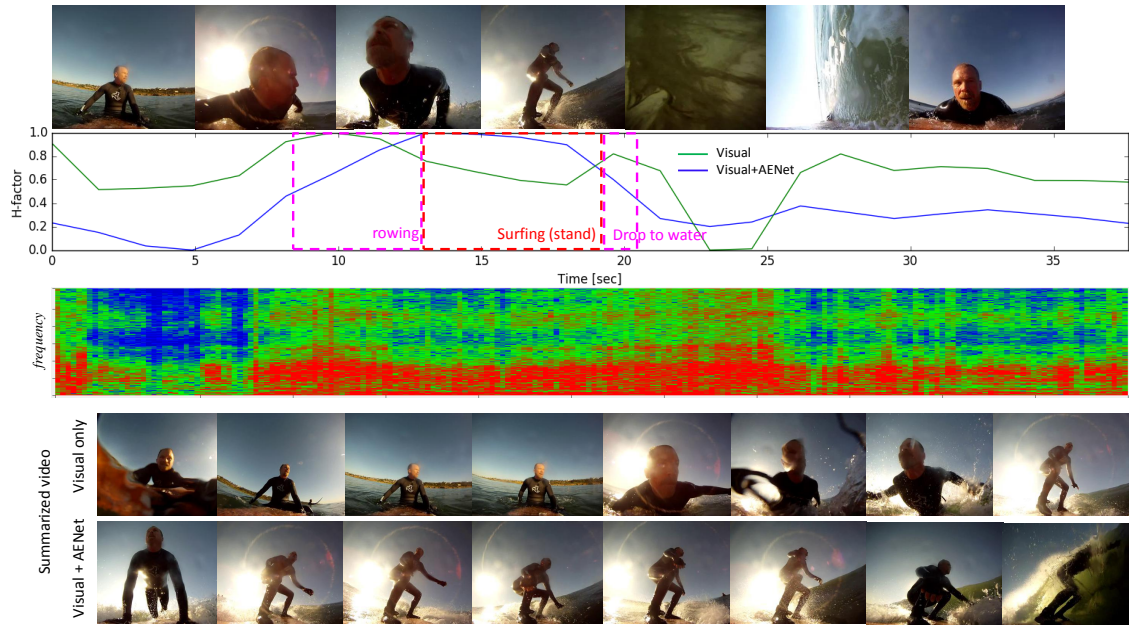 1.0
0.8
0.6
0.4
0.2
0.0
H-factor
Visual
Visual+AENet
rowing
Surfing (stand)
Drop to water
0 5 10 15 20 25 30 35
Time [sec]
frequency
Summarized video
Visual only
Visual + AENet